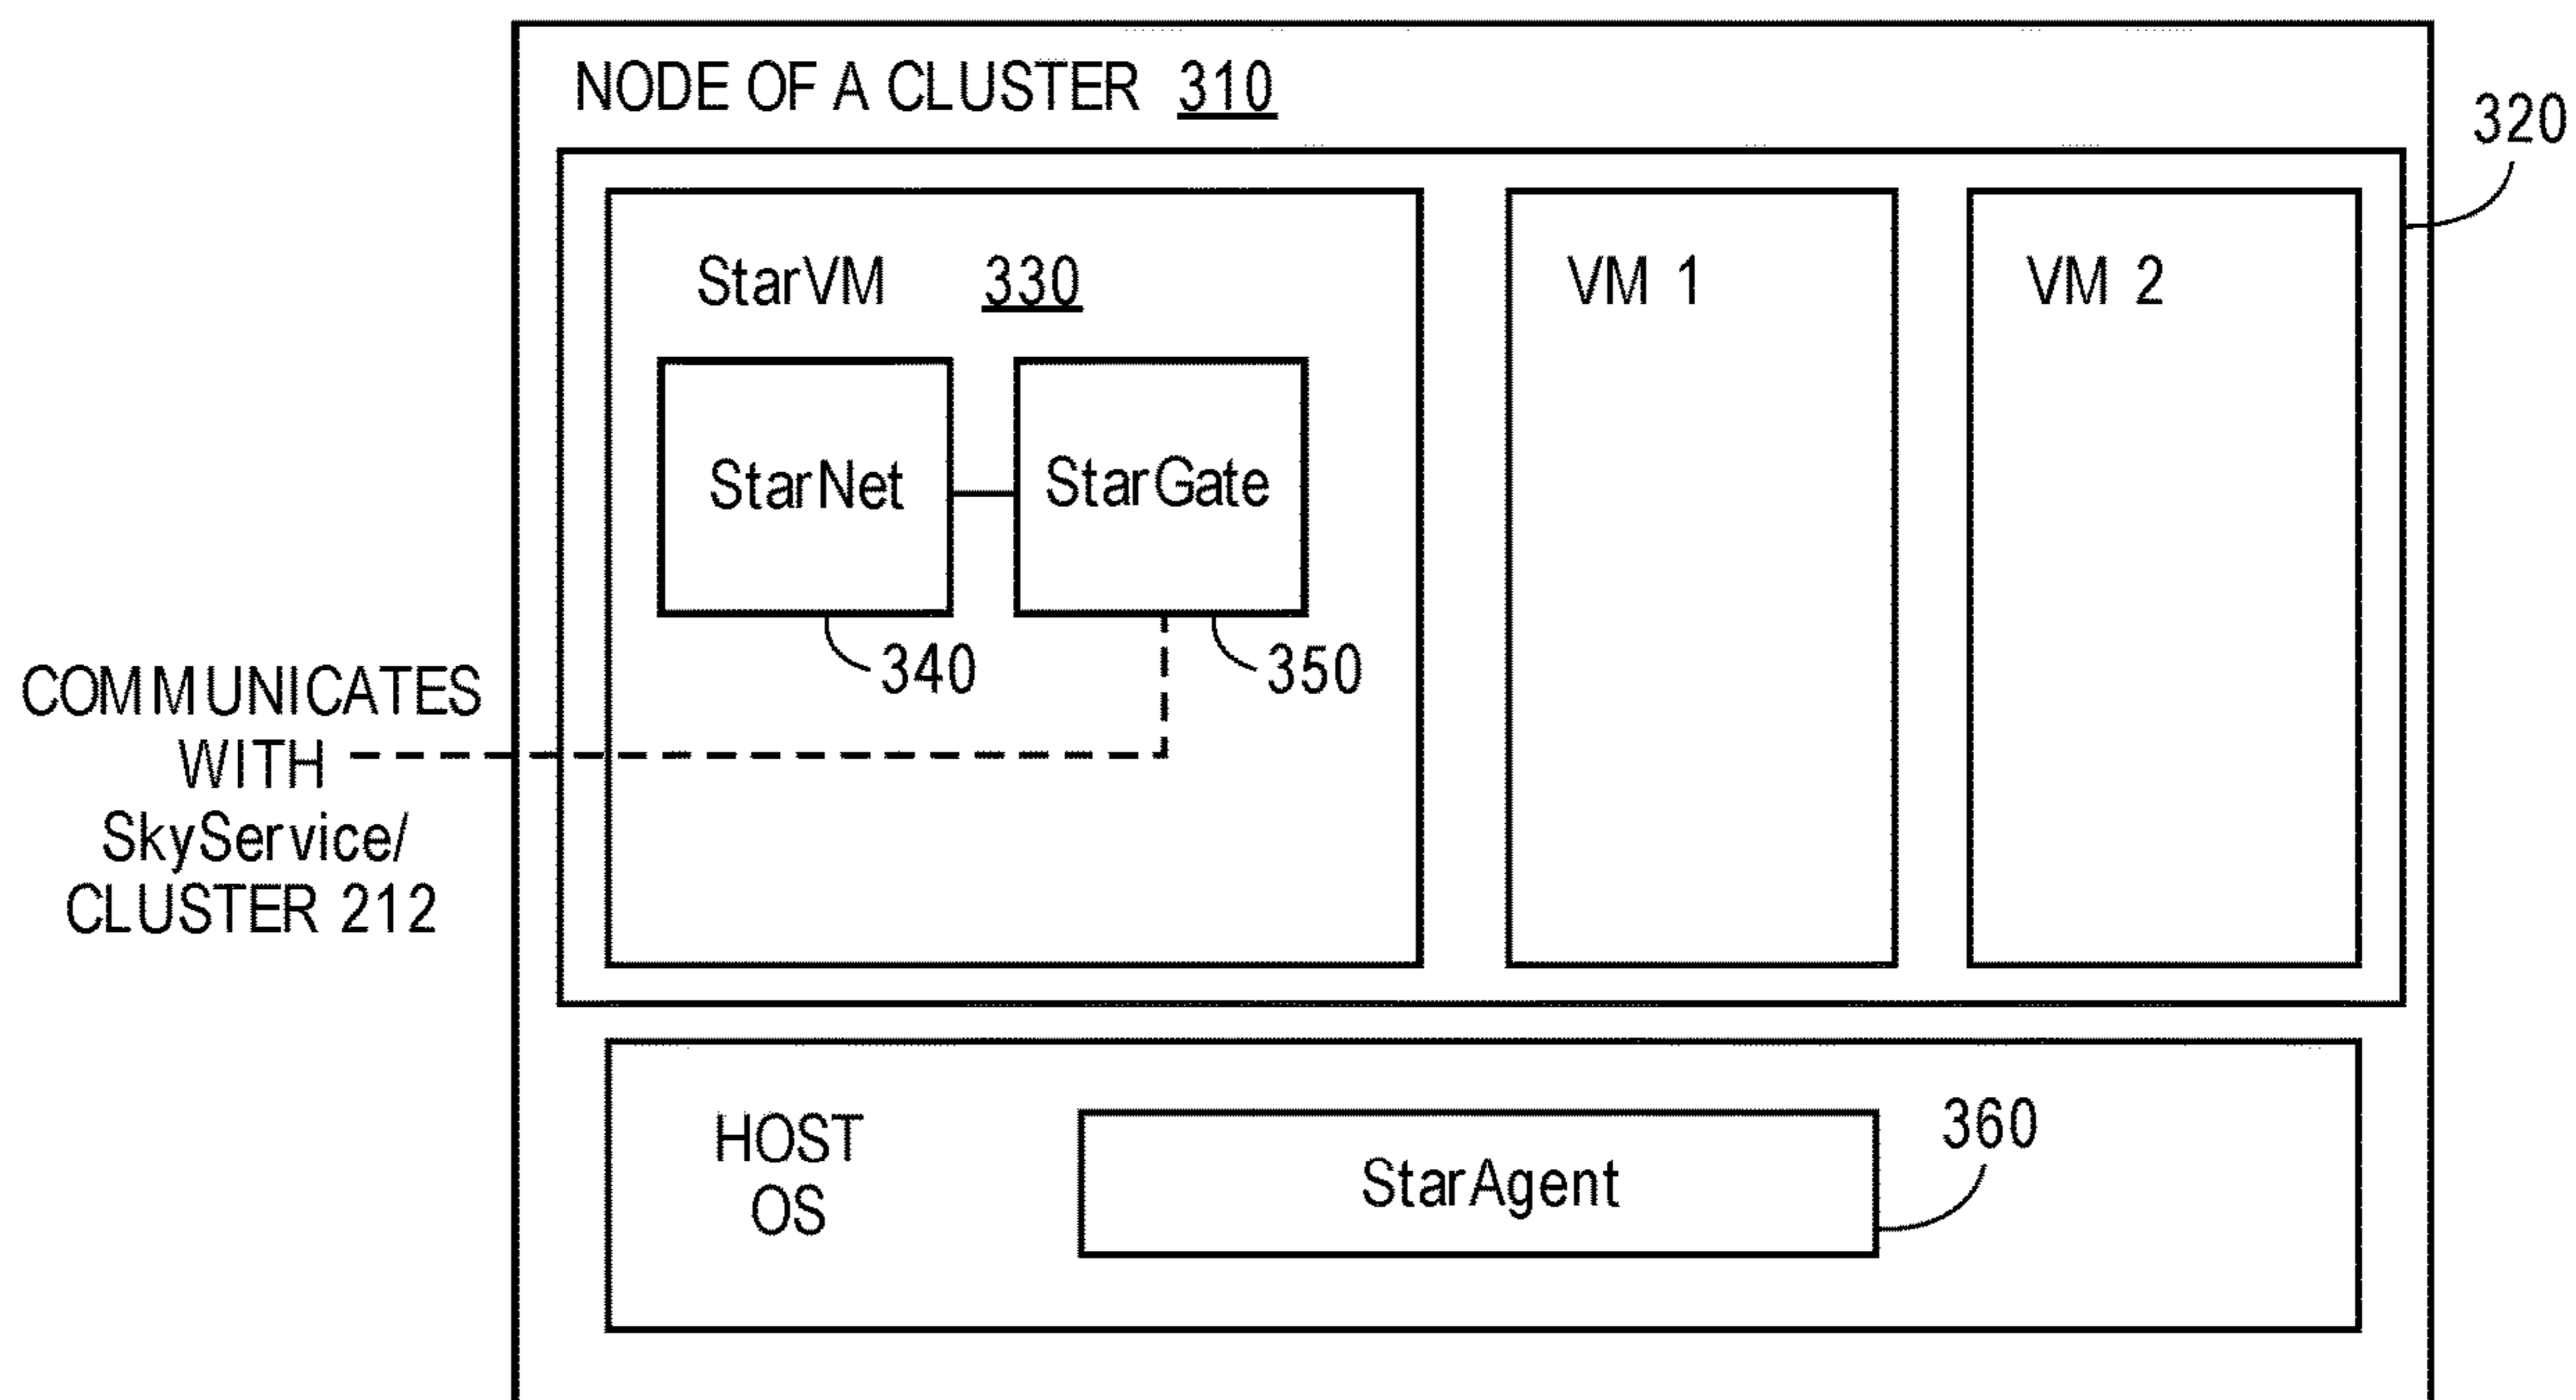 NODE OF A CLUSTER 310
320
StarVM 330
VM 1
VM 2
StarNet
StarGate
340
350
COMMUNICATES
WITH
SkyService/
CLUSTER 212
HOST
OS
StarAgent
360